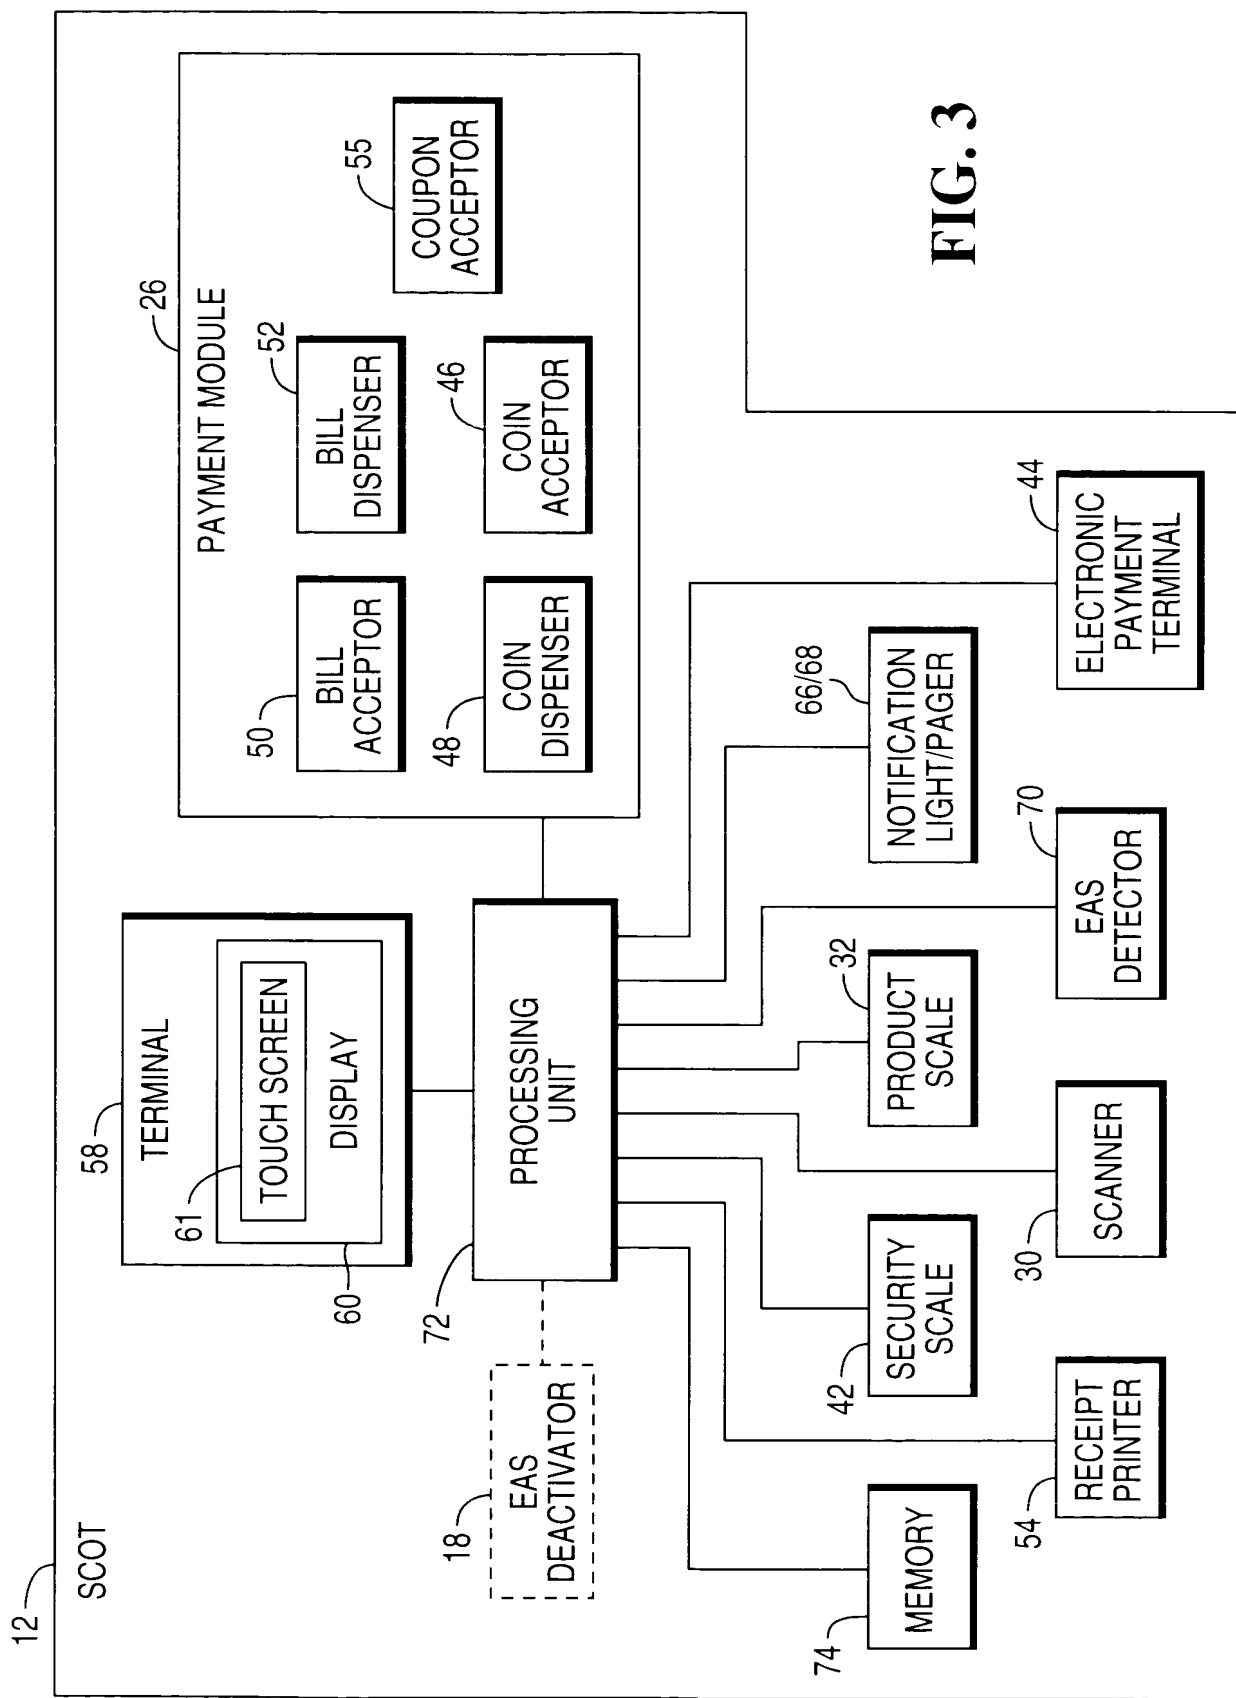 12
SCOT
58
TERMINAL
61
TOUCH SCREEN
DISPLAY
60
26
PAYMENT MODULE
50
BILL
ACCEPTOR
52
BILL
DISPENSER
55
COUPON
ACCEPTOR
48
COIN
DISPENSER
46
COIN
ACCEPTOR
18
EAS
DEACTIVATOR
72
PROCESSING
UNIT
74
MEMORY
42
SECURITY
SCALE
32
PRODUCT
SCALE
66/68
NOTIFICATION
LIGHT/PAGER
54
RECEIPT
PRINTER
30
SCANNER
70
EAS
DETECTOR
44
ELECTRONIC
PAYMENT
TERMINAL
FIG. 3